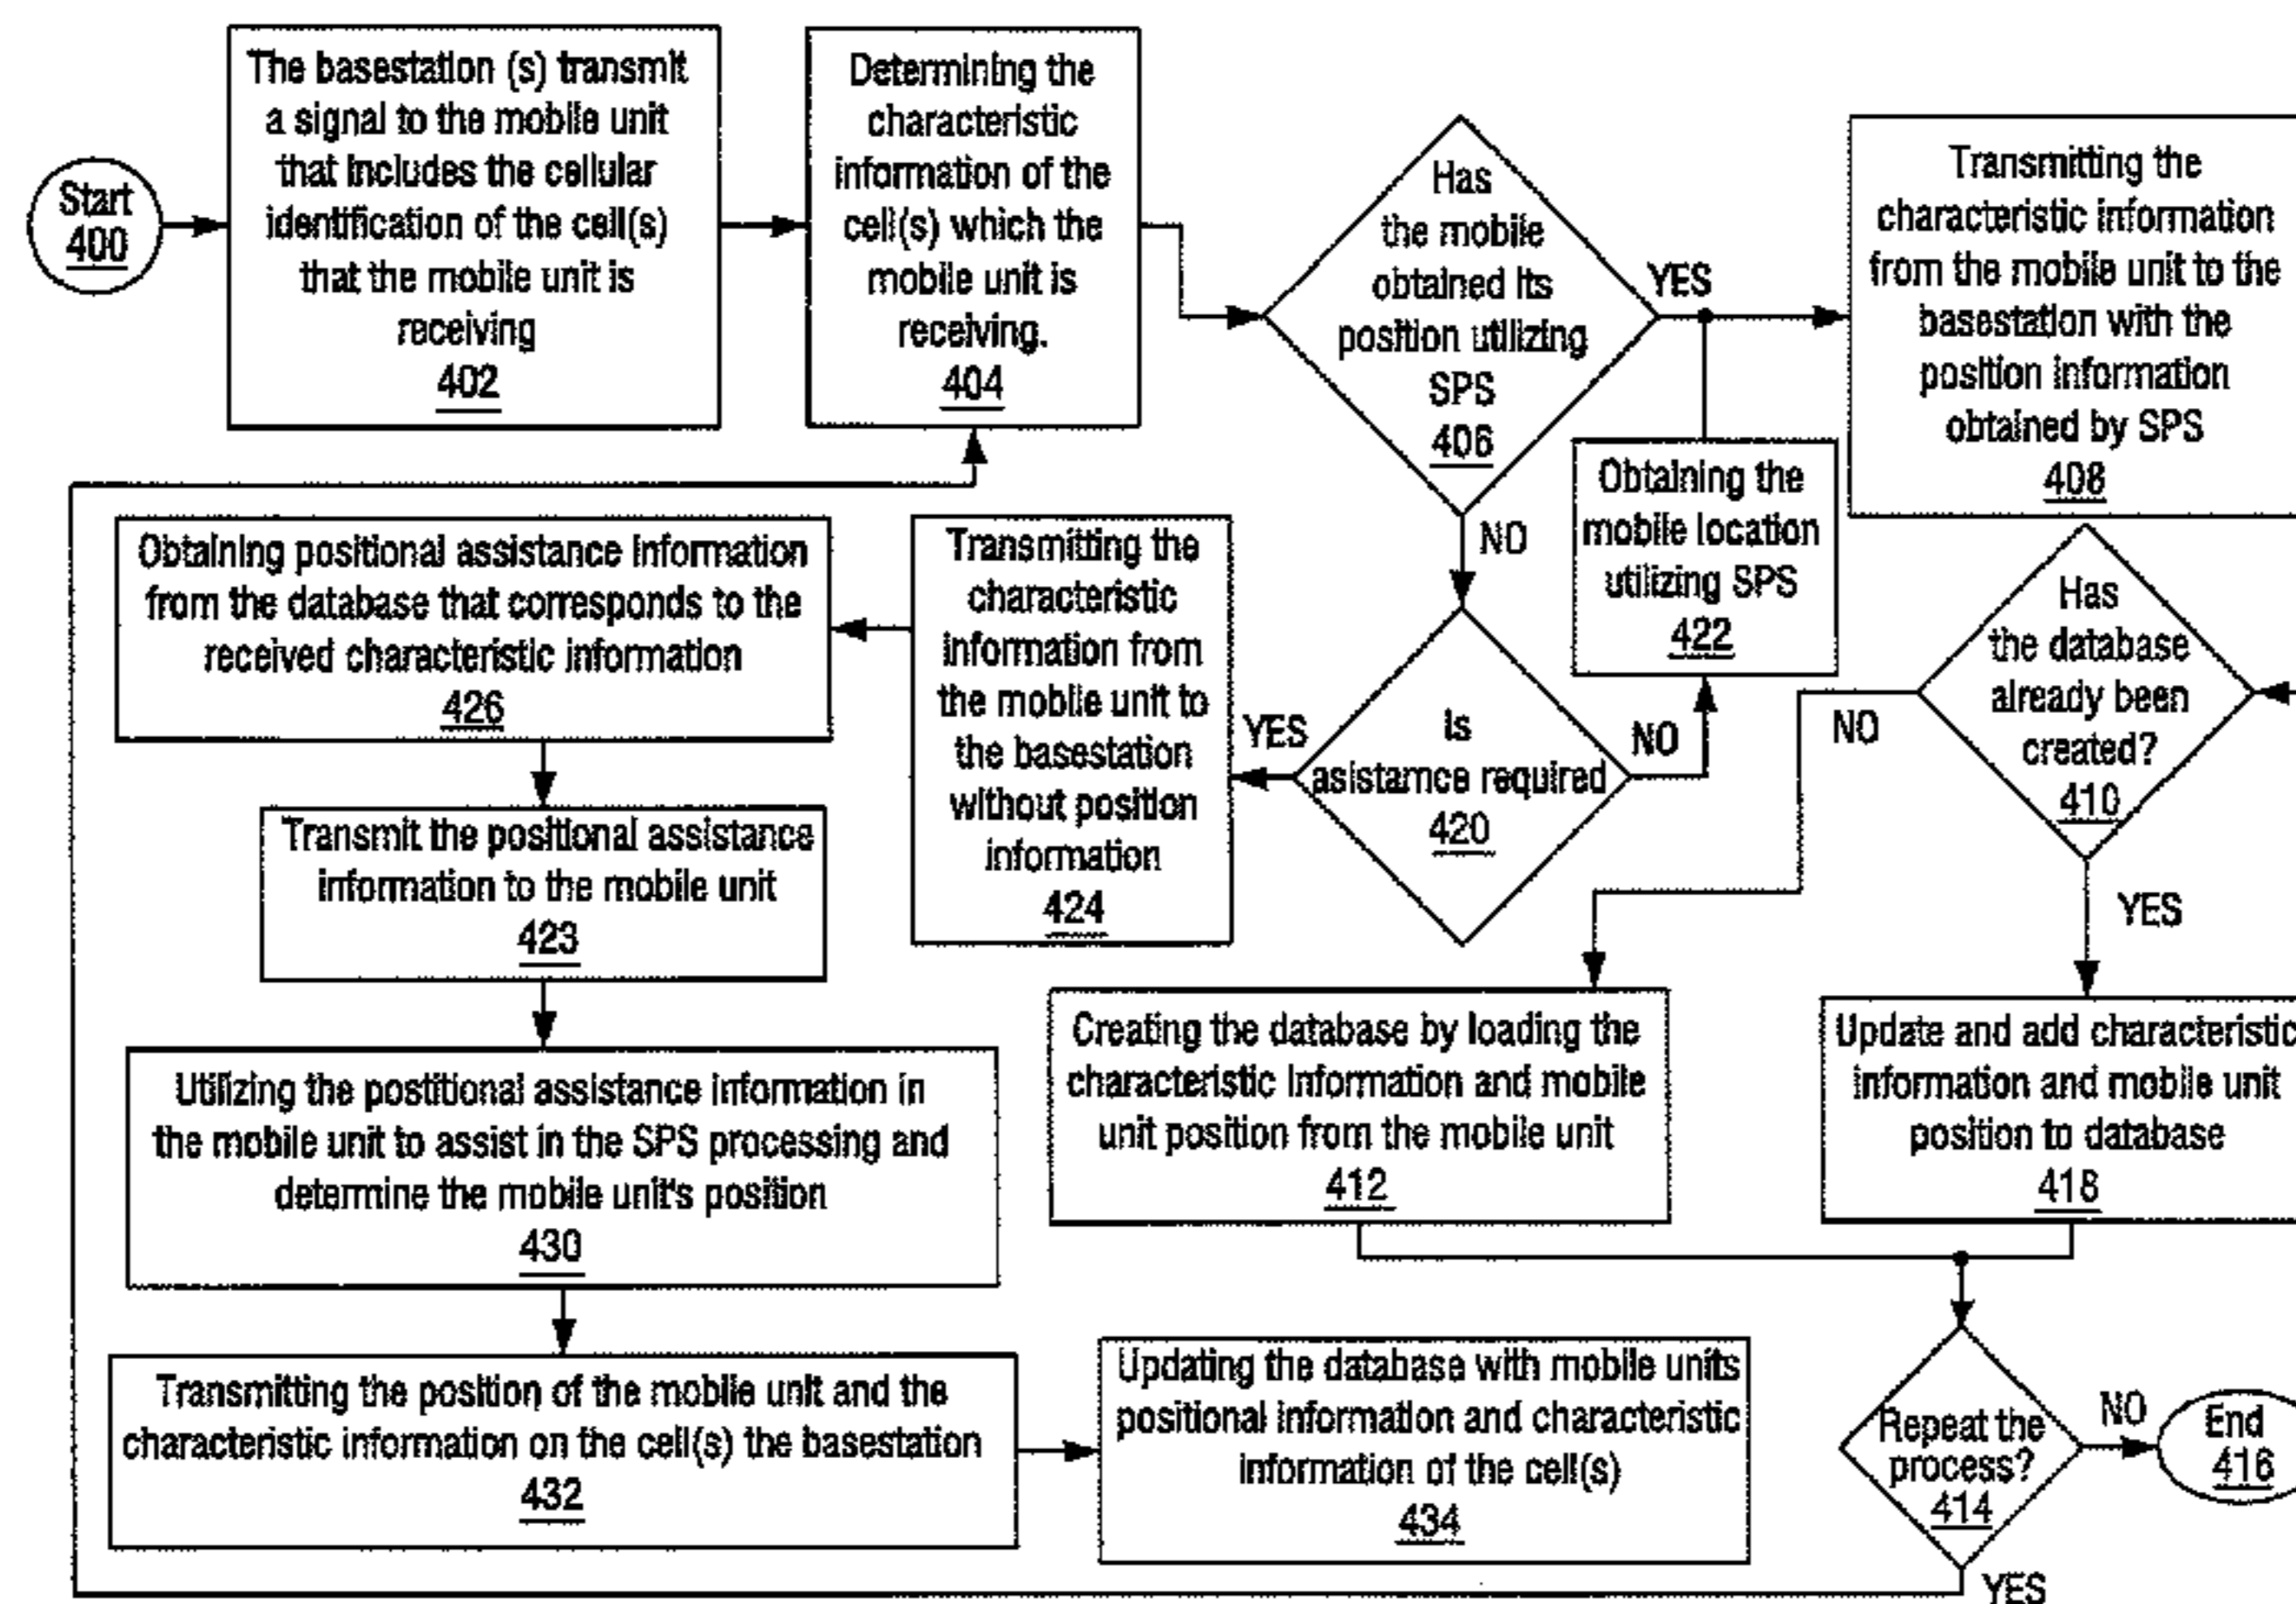 Start
400
The basestation (s) transmit
a signal to the mobile unit
that includes the cellular
identification of the cell(s)
that the mobile unit is
receiving
402
Determining the
characteristic
information of the
cell(s) which the
mobile unit is
receiving.
404
Has
the mobile
obtained its
position utilizing
SPS
406
YES
NO
Transmitting the
characteristic information
from the mobile unit to the
basestation with the
position information
obtained by SPS
408
Obtaining the
mobile location
utilizing SPS
422
Has
the database
already been
created?
410
NO
YES
Is
asistamce required
420
YES
NO
Transmitting the
characteristic
information from
the mobile unit to
the basestation
without position
information
424
Obtaining positional assistance information
from the database that corresponds to the
received characteristic information
426
Transmit the positional assistance
information to the mobile unit
423
Utilizing the postitional assistance information in
the mobile unit to assist in the SPS processing and
determine the mobile unit's position
430
Creating the database by loading the
characteristic information and mobile
unit position from the mobile unit
412
Update and add characteristic
information and mobile unit
position to database
418
Transmitting the position of the mobile unit and the
characteristic information on the cell(s) the basestation
432
Updating the database with mobile units
positional information and characteristic
information of the cell(s)
434
Repeat the
process?
414
NO
End
416
YES